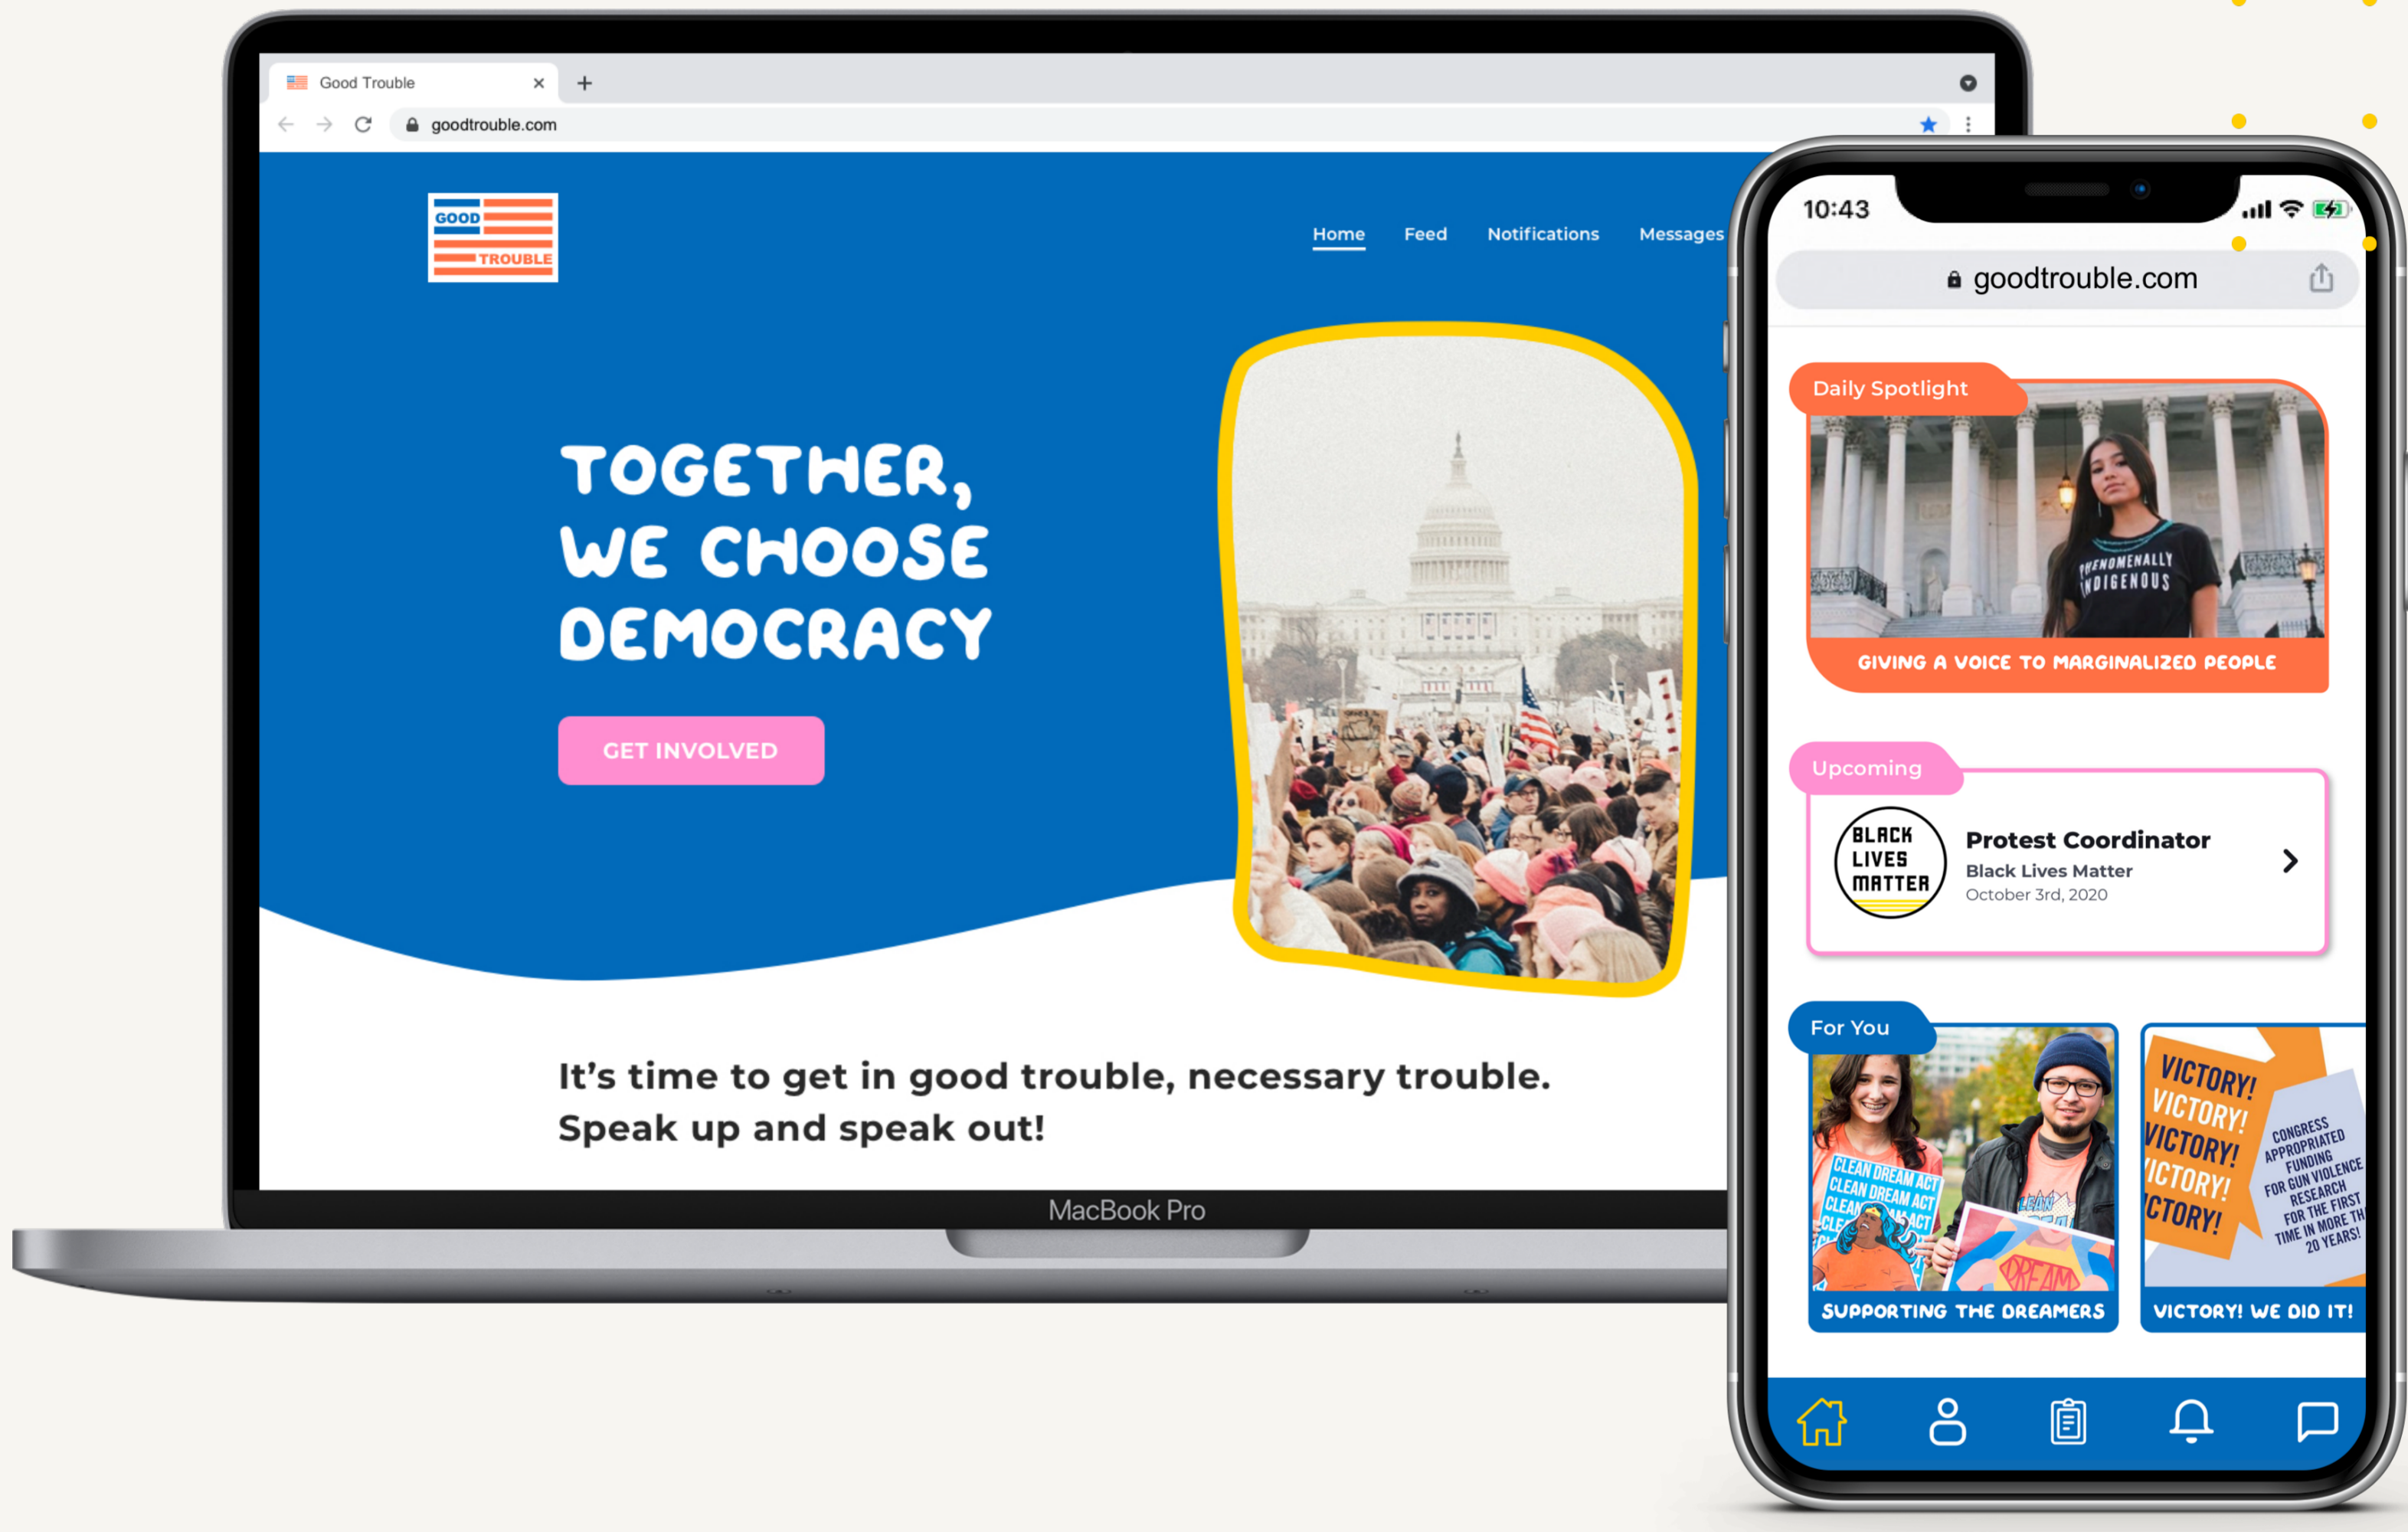 Good Trouble
goodtrouble.com
GOOD
TROUBLE
Home Feed Notifications Messages
TOGETHER,
WE CHOOSE
DEMOCRACY
GET INVOLVED
It's time to get in good trouble, necessary trouble.
Speak up and speak out!
MacBook Pro
10:43
goodtrouble.com
Daily Spotlight
PHENOMENALLY
INDIGENOUS
GIVING A VOICE TO MARGINALIZED PEOPLE
Upcoming
BLACK
LIVES
MATTER
Protest Coordinator
Black Lives Matter
October 3rd, 2020
For You
CLEAN DREAM ACT
CLEAN DREAM ACT
DREAM
SUPPORTING THE DREAMERS
VICTORY!
VICTORY!
VICTORY!
VICTORY!
VICTORY!
CONGRESS
APPROPRIATED
FUNDING
FOR GUN VIOLENCE
RESEARCH
FOR THE FIRST
TIME IN MORE TH
20 YEARS!
VICTORY! WE DID IT!